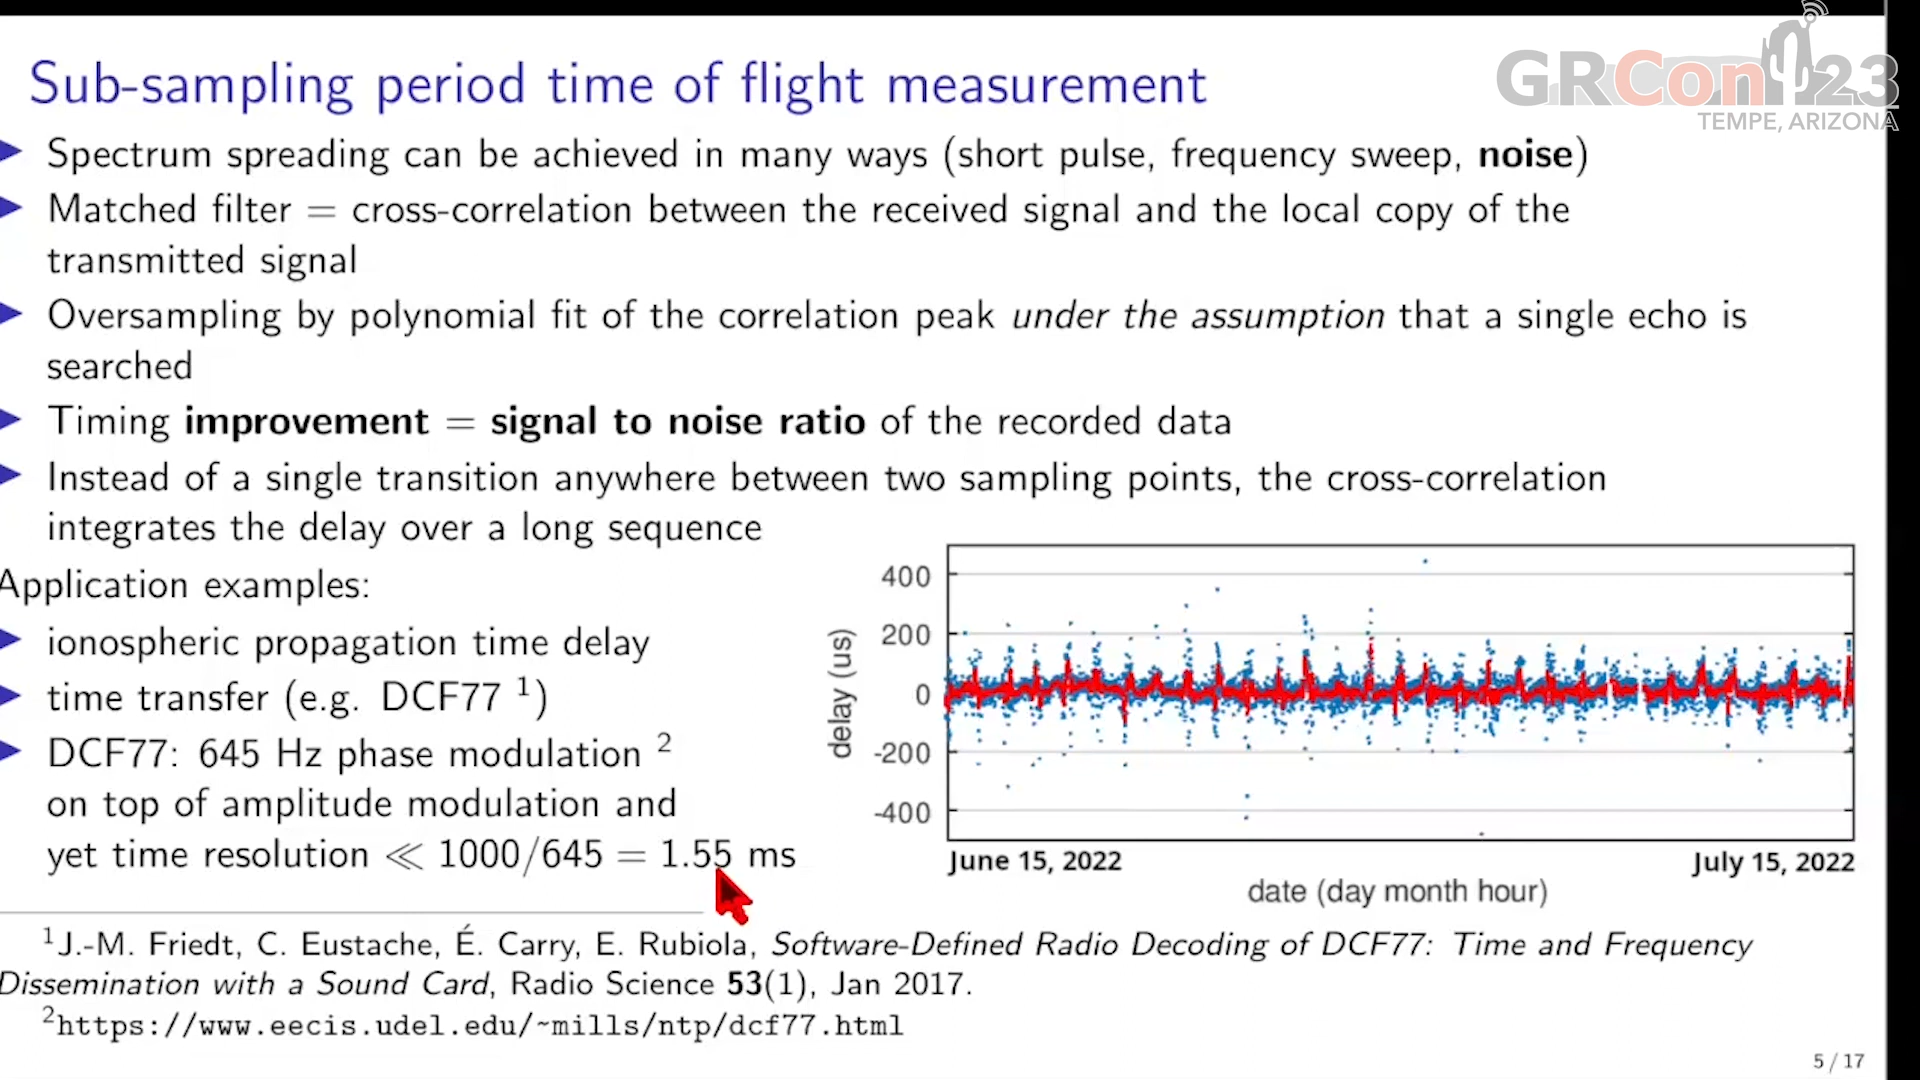 GRCon 23
TEMPE, ARIZONA
Sub-sampling period time of flight measurement
Spectrum spreading can be achieved in many ways (short pulse, frequency sweep, noise)
Matched filter = cross-correlation between the received signal and the local copy of the
transmitted signal
Oversampling by polynomial fit of the correlation peak under the assumption that a single echo is
searched
Timing improvement = signal to noise ratio of the recorded data
Instead of a single transition anywhere between two sampling points, the cross-correlation
integrates the delay over a long sequence
Application examples:
ionospheric propagation time delay
time transfer (e.g. DCF77 ¹)
DCF77: 645 Hz phase modulation ²
on top of amplitude modulation and
yet time resolution ≪ 1000/645 = 1.55 ms
400
200
0
-200
-400
delay (us)
June 15, 2022 July 15, 2022
date (day month hour)
¹J.-M. Friedt, C. Eustache, É. Carry, E. Rubiola, Software-Defined Radio Decoding of DCF77: Time and Frequency
Dissemination with a Sound Card, Radio Science 53(1), Jan 2017.
²https://www.eecis.udel.edu/~mills/ntp/dcf77.html
5 / 17